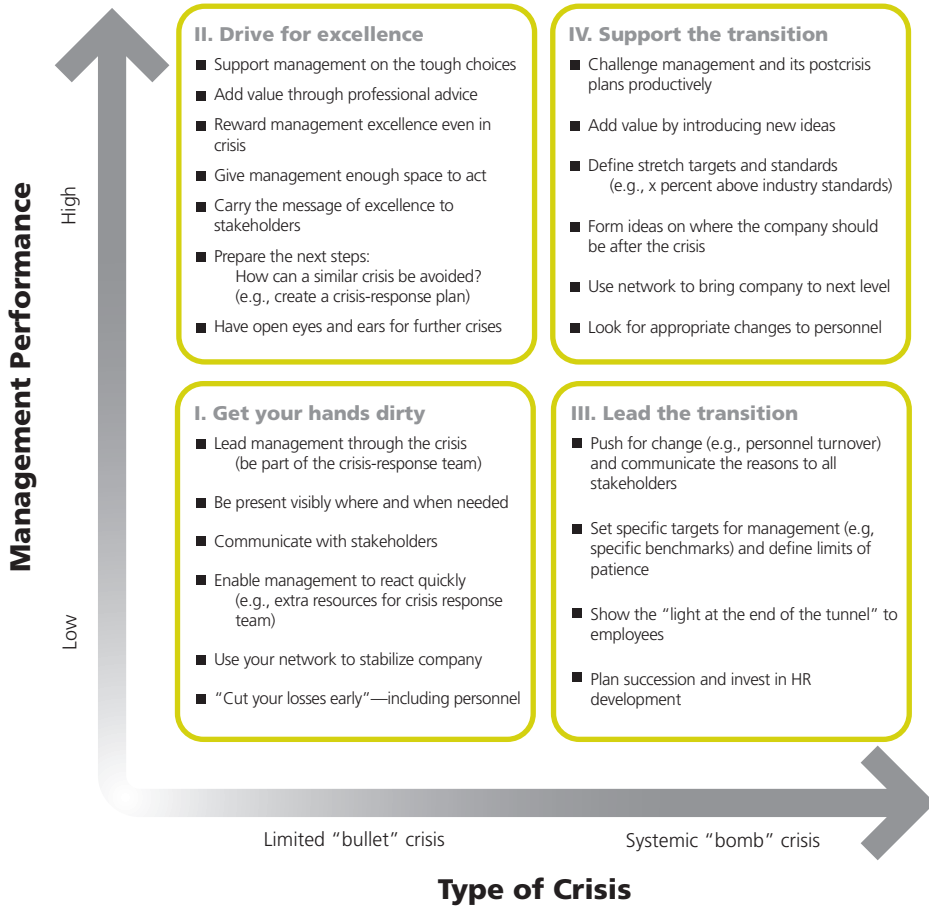 II. Drive for excellence
■ Support management on the tough choices
■ Add value through professional advice
■ Reward management excellence even in
crisis
■ Give management enough space to act
■ Carry the message of excellence to
stakeholders
■ Prepare the next steps:
How can a similar crisis be avoided?
(e.g., create a crisis-response plan)
■ Have open eyes and ears for further crises
IV. Support the transition
■ Challenge management and its postcrisis
plans productively
■ Add value by introducing new ideas
■ Define stretch targets and standards
(e.g., x percent above industry standards)
■ Form ideas on where the company should
be after the crisis
■ Use network to bring company to next level
■ Look for appropriate changes to personnel
Management Performance
High
Low
I. Get your hands dirty
■ Lead management through the crisis
(be part of the crisis-response team)
■ Be present visibly where and when needed
■ Communicate with stakeholders
■ Enable management to react quickly
(e.g., extra resources for crisis response
team)
■ Use your network to stabilize company
■ “Cut your losses early”—including personnel
III. Lead the transition
■ Push for change (e.g., personnel turnover)
and communicate the reasons to all
stakeholders
■ Set specific targets for management (e.g,
specific benchmarks) and define limits of
patience
■ Show the “light at the end of the tunnel” to
employees
■ Plan succession and invest in HR
development
Limited “bullet” crisis
Systemic “bomb” crisis
Type of Crisis